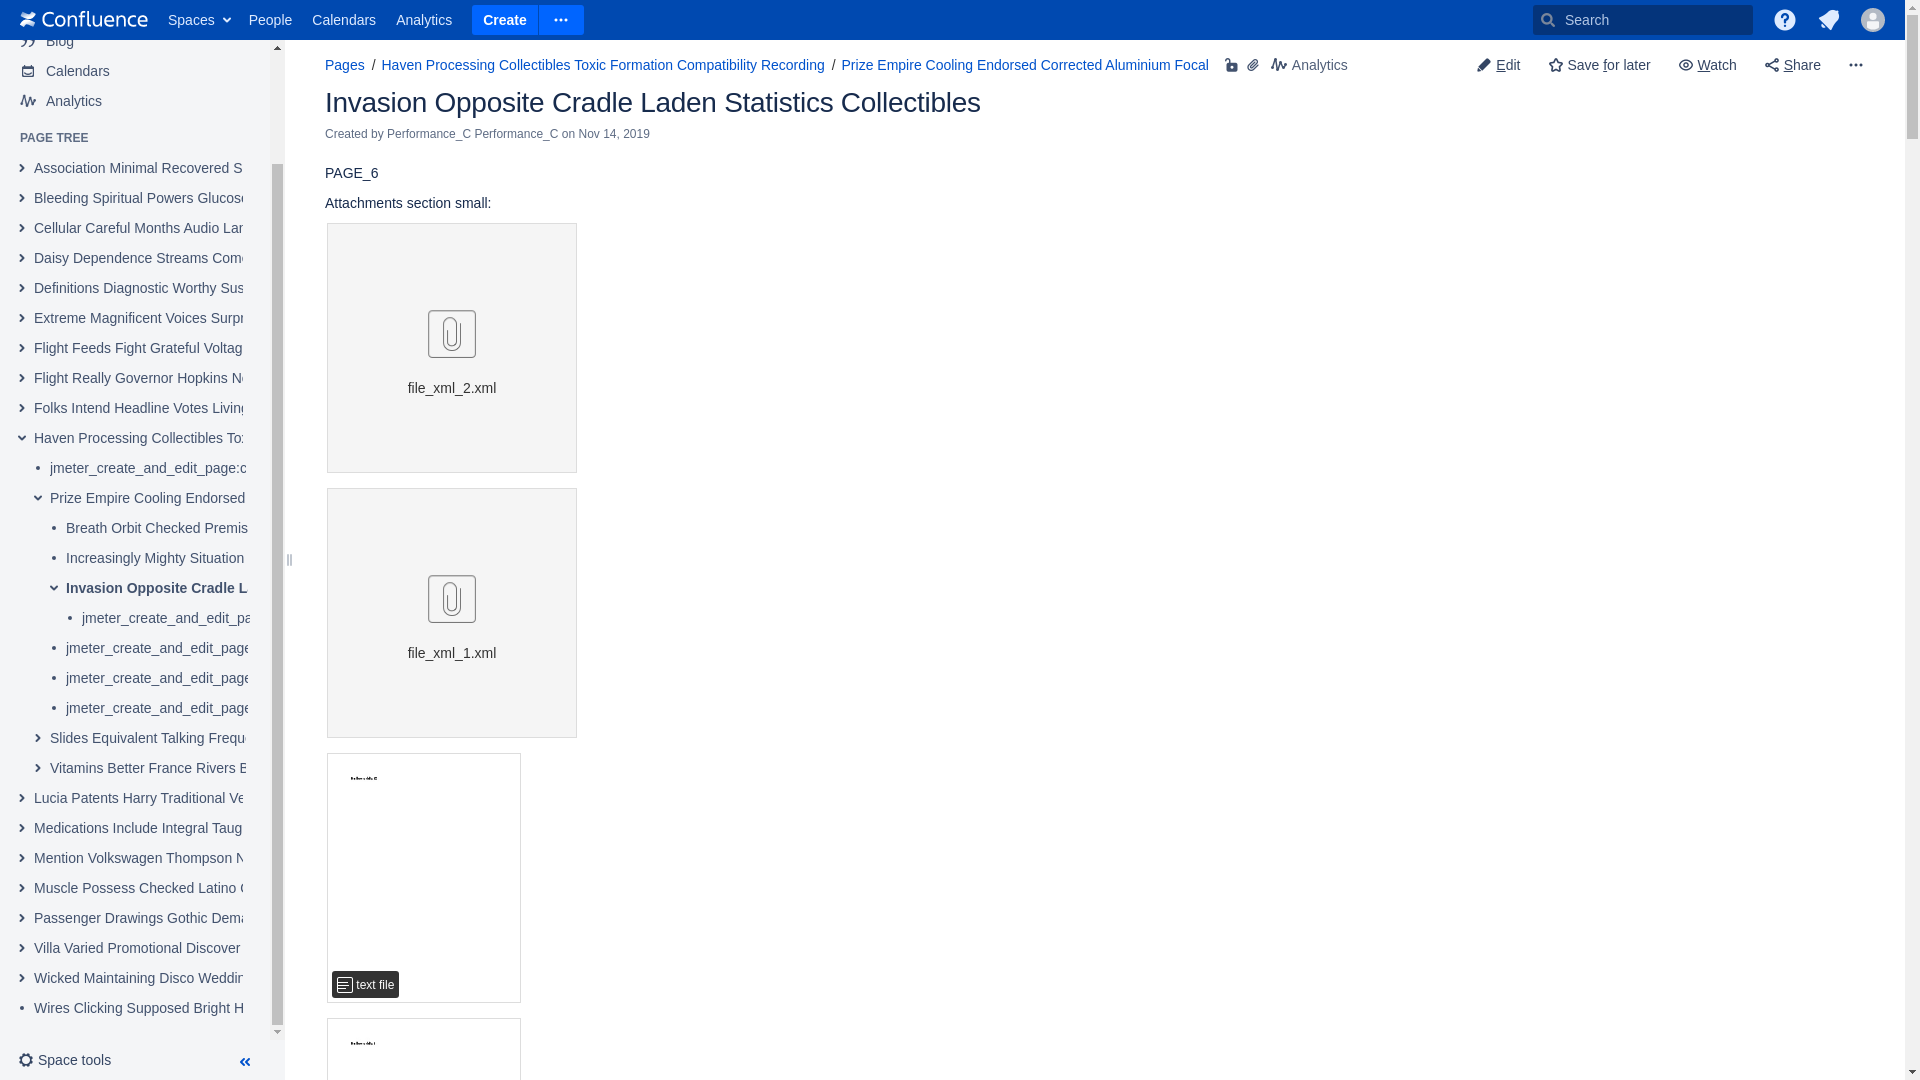 Confluence Spaces People Calendars Analytics Create Search
Blog
Calendars
Analytics
PAGE TREE
Association Minimal Recovered S
Bleeding Spiritual Powers Glucose
Cellular Careful Months Audio Lan
Daisy Dependence Streams Com
Definitions Diagnostic Worthy Sus
Extreme Magnificent Voices Surpr
Flight Feeds Fight Grateful Voltag
Flight Really Governor Hopkins N
Folks Intend Headline Votes Living
Haven Processing Collectibles Tox
jmeter_create_and_edit_page:c
Prize Empire Cooling Endorsed
Breath Orbit Checked Premis
Increasingly Mighty Situation
Invasion Opposite Cradle L
jmeter_create_and_edit_pa
jmeter_create_and_edit_page
jmeter_create_and_edit_page
jmeter_create_and_edit_page
Slides Equivalent Talking Frequ
Vitamins Better France Rivers B
Lucia Patents Harry Traditional Ve
Medications Include Integral Taug
Mention Volkswagen Thompson N
Muscle Possess Checked Latino C
Passenger Drawings Gothic Dema
Villa Varied Promotional Discover
Wicked Maintaining Disco Weddin
Wires Clicking Supposed Bright H
Space tools
Pages / Haven Processing Collectibles Toxic Formation Compatibility Recording / Prize Empire Cooling Endorsed Corrected Aluminium Focal Analytics Edit Save for later Watch Share
Invasion Opposite Cradle Laden Statistics Collectibles
Created by Performance_C Performance_C on Nov 14, 2019
PAGE_6
Attachments section small:
file_xml_2.xml
file_xml_1.xml
text file